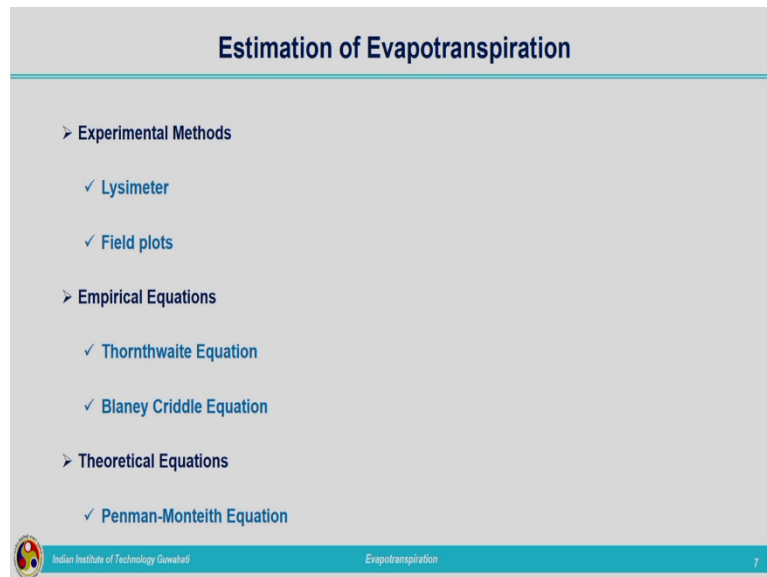 Estimation of Evapotranspiration
➢ Experimental Methods
✓ Lysimeter
✓ Field plots
➢ Empirical Equations
✓ Thornthwaite Equation
✓ Blaney Criddle Equation
➢ Theoretical Equations
✓ Penman-Monteith Equation
Indian Institute of Technology Guwahati Evapotranspiration 7